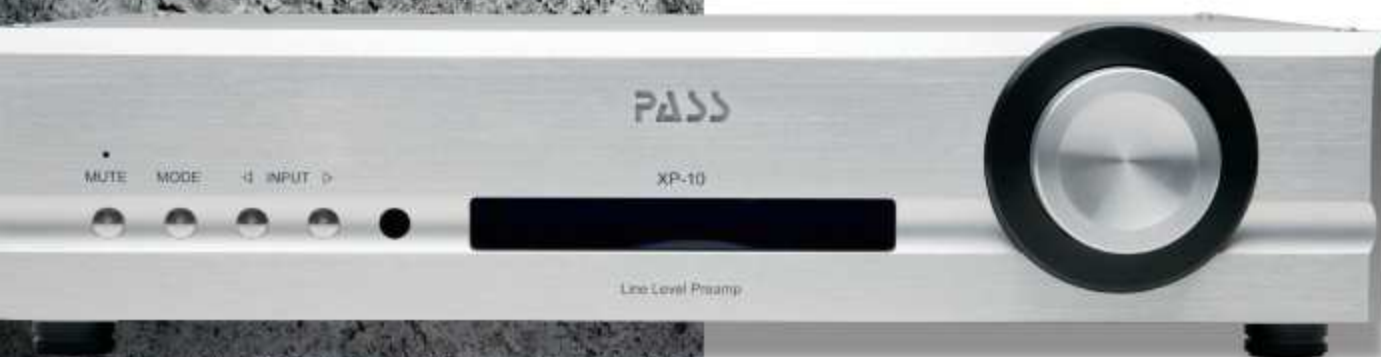 PASS
MUTE MODE ◁ INPUT ▷
XP-10
Line Level Preamp